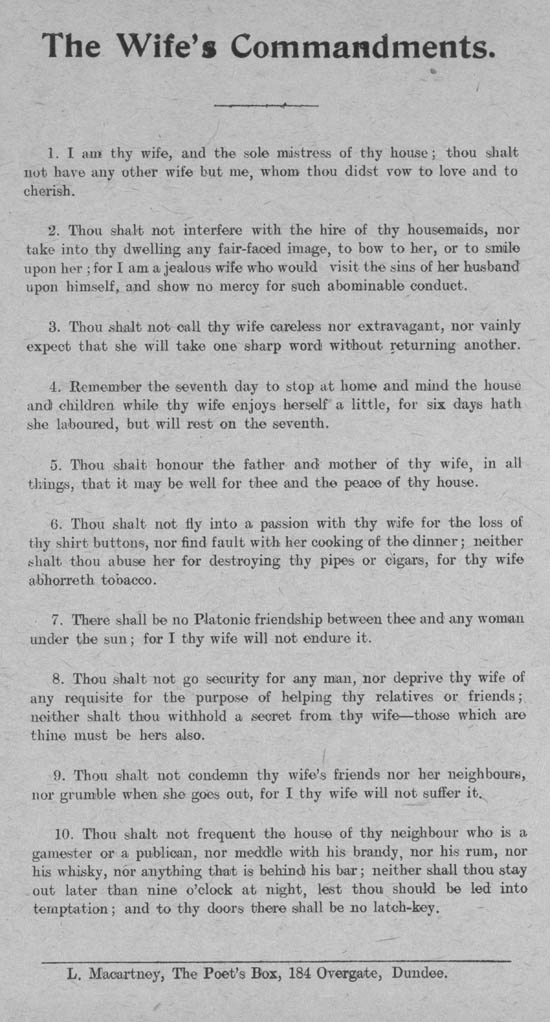 The Wife's Commandments.
1. I am thy wife, and the sole mistress of thy house; thou shalt
not have any other wife but me, whom thou didst vow to love and to
cherish.
2. Thou shalt not interfere with the hire of thy housemaids, nor
take into thy dwelling any fair-faced image, to bow to her, or to smile
upon her; for I am a jealous wife who would visit the sins of her husband
upon himself, and show no mercy for such abominable conduct.
3. Thou shalt not call thy wife careless nor extravagant, nor vainly
expect that she will take one sharp word without returning another.
4. Remember the seventh day to stop at home and mind the house
and children while thy wife enjoys herself a little, for six days hath
she laboured, but will rest on the seventh.
5. Thou shalt honour the father and mother of thy wife, in all
things, that it may be well for thee and the peace of thy house.
6. Thou shalt not fly into a passion with thy wife for the loss of
thy shirt buttons, nor find fault with her cooking of the dinner; neither
shalt thou abuse her for destroying thy pipes or cigars, for thy wife
abhorreth tobacco.
7. There shall be no Platonic friendship between thee and any woman
under the sun; for I thy wife will not endure it.
8. Thou shalt not go security for any man, nor deprive thy wife of
any requisite for the purpose of helping thy relatives or friends;
neither shalt thou withhold a secret from thy wife—those which are
thine must be hers also.
9. Thou shalt not condemn thy wife's friends nor her neighbours,
nor grumble when she goes out, for I thy wife will not suffer it.
10. Thou shalt not frequent the house of thy neighbour who is a
gamester or a publican, nor meddle with his brandy, nor his rum, nor
his whisky, nor anything that is behind his bar; neither shall thou stay
out later than nine o'clock at night, lest thou should be led into
temptation; and to thy doors there shall be no latch-key.
L. Macartney, The Poet's Box, 184 Overgate, Dundee.